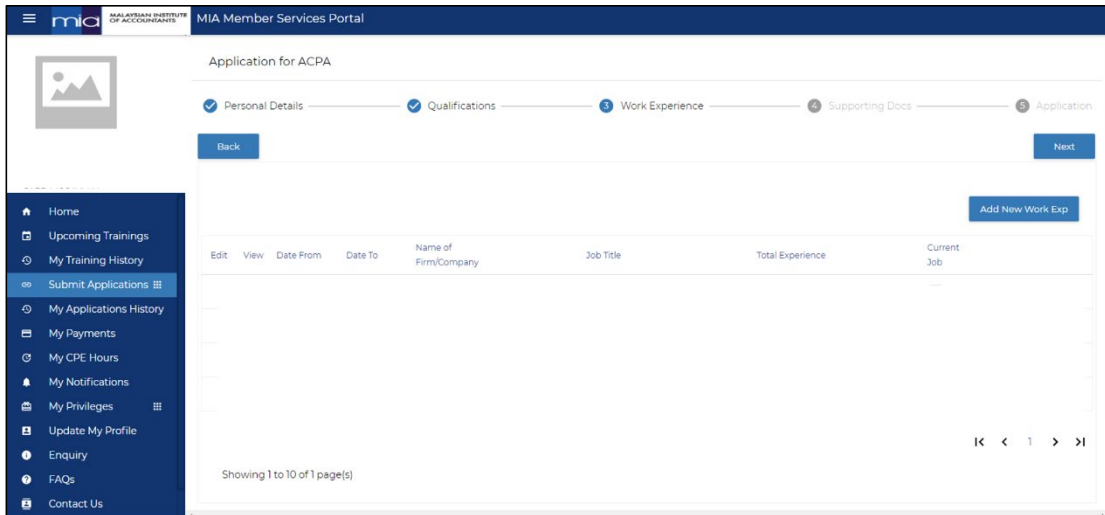 mia MALAYSIAN INSTITUTE OF ACCOUNTANTS MIA Member Services Portal
Application for ACPA
Personal Details Qualifications 3 Work Experience 4 Supporting Docs 5 Application
Back Next
Add New Work Exp
Edit View Date From Date To Name of Firm/Company Job Title Total Experience Current Job
1
Showing 1 to 10 of 1 page(s)
Home
Upcoming Trainings
My Training History
Submit Applications
My Applications History
My Payments
My CPE Hours
My Notifications
My Privileges
Update My Profile
Enquiry
FAQs
Contact Us